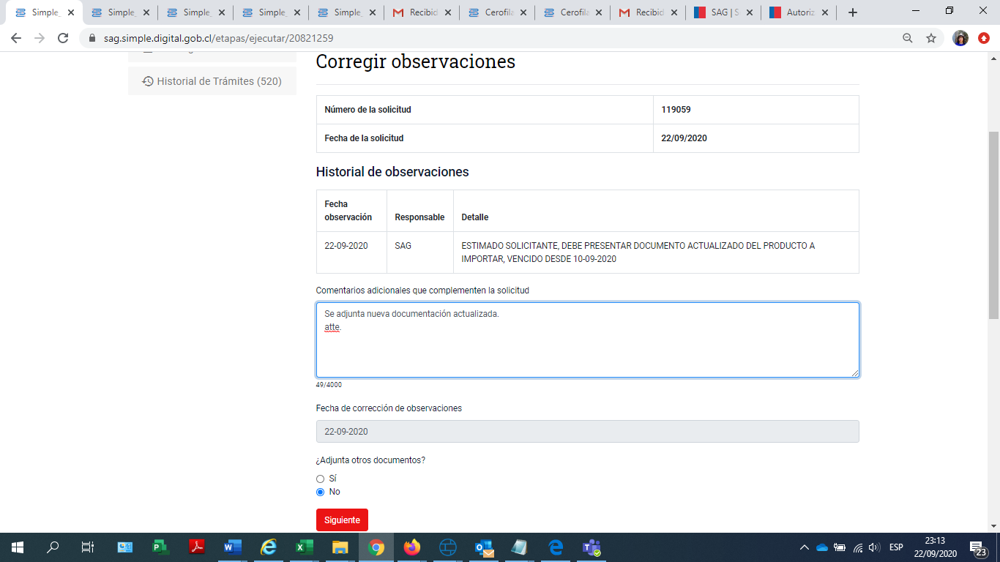 Simple_
Simple_
Simple_
Simple_
Simple_
Recibid
Cerofila
Cerofila
Recibid
SAG | S
Autoriz
sag.simple.digital.gob.cl/etapas/ejecutar/20821259
Historial de Trámites (520)
Corregir observaciones
Número de la solicitud 119059
Fecha de la solicitud 22/09/2020
Historial de observaciones
Fecha
observación Responsable Detalle
22-09-2020 SAG ESTIMADO SOLICITANTE, DEBE PRESENTAR DOCUMENTO ACTUALIZADO DEL PRODUCTO A
IMPORTAR, VENCIDO DESDE 10-09-2020
Comentarios adicionales que complementen la solicitud
Se adjunta nueva documentación actualizada.
atte.
49/4000
Fecha de corrección de observaciones
22-09-2020
¿Adjunta otros documentos?
Sí
No
Siguiente
ESP
23:13
22/09/2020
23